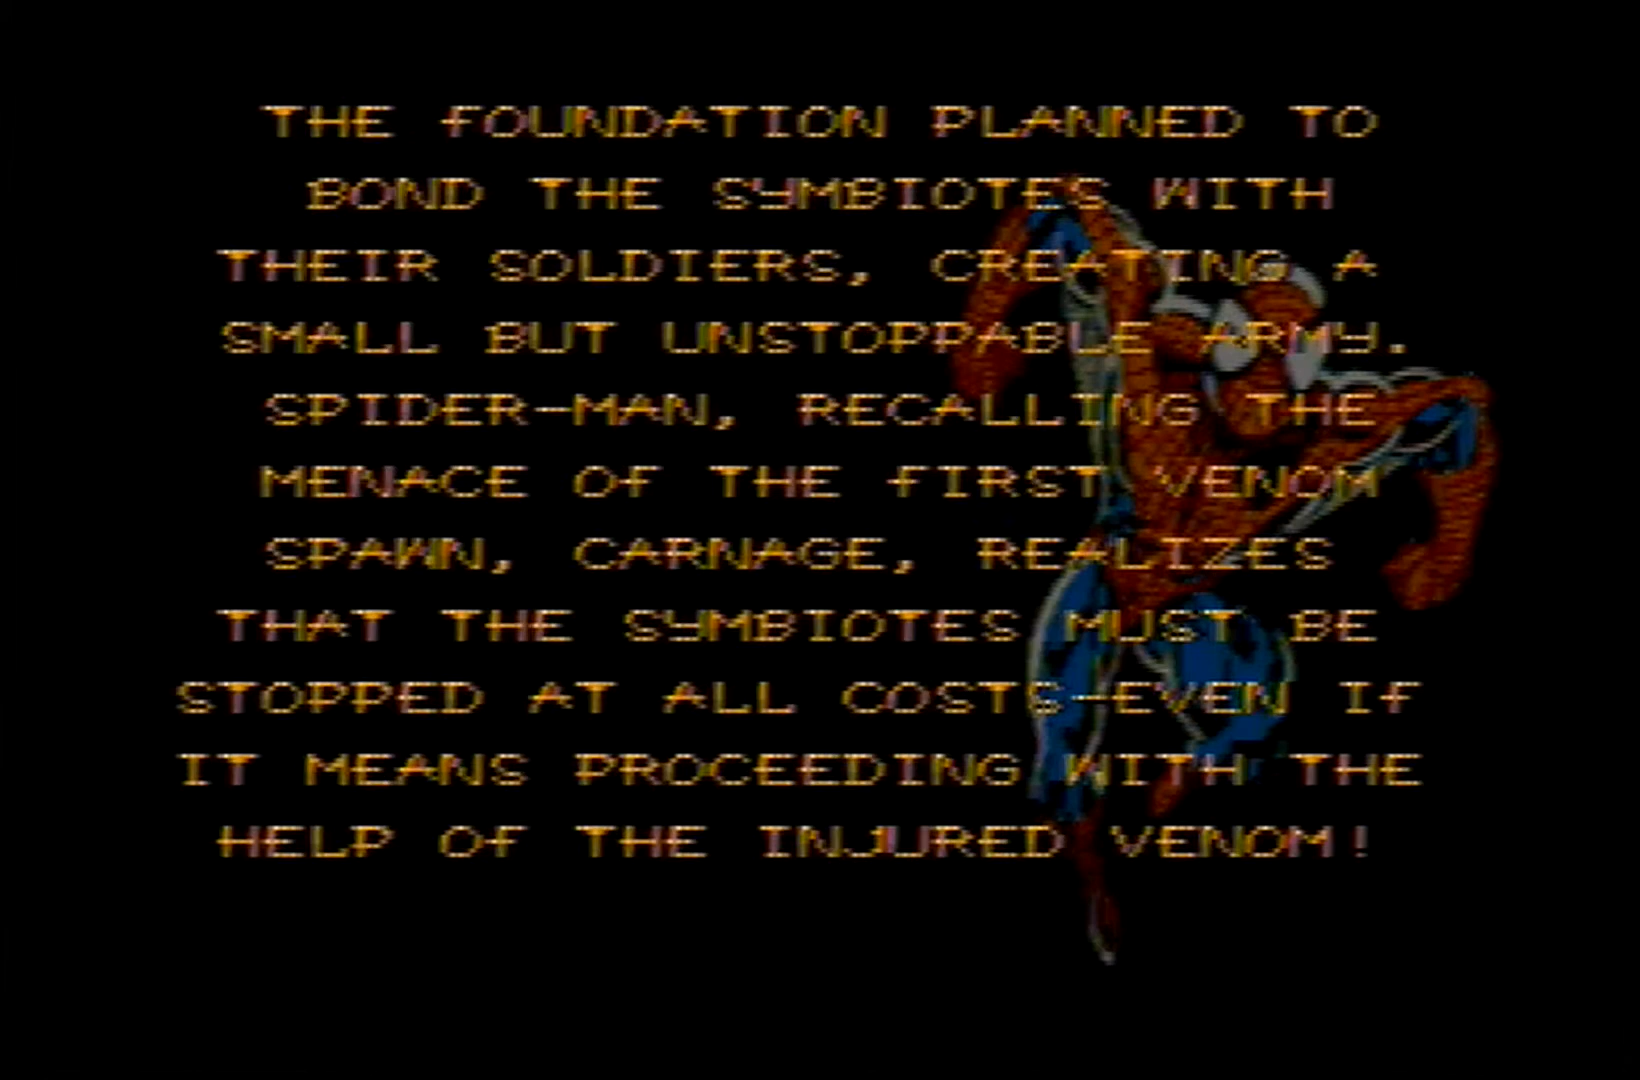 THE FOUNDATION PLANNED TO
BOND THE SYMBIOTES WITH
THEIR SOLDIERS, CREATING A
SMALL BUT UNSTOPPABLE ARMY.
SPIDER-MAN, RECALLING THE
MENACE OF THE FIRST VENOM
SPAWN, CARNAGE, REALIZES
THAT THE SYMBIOTES MUST BE
STOPPED AT ALL COSTS-EVEN IF
IT MEANS PROCEEDING WITH THE
HELP OF THE INJURED VENOM!